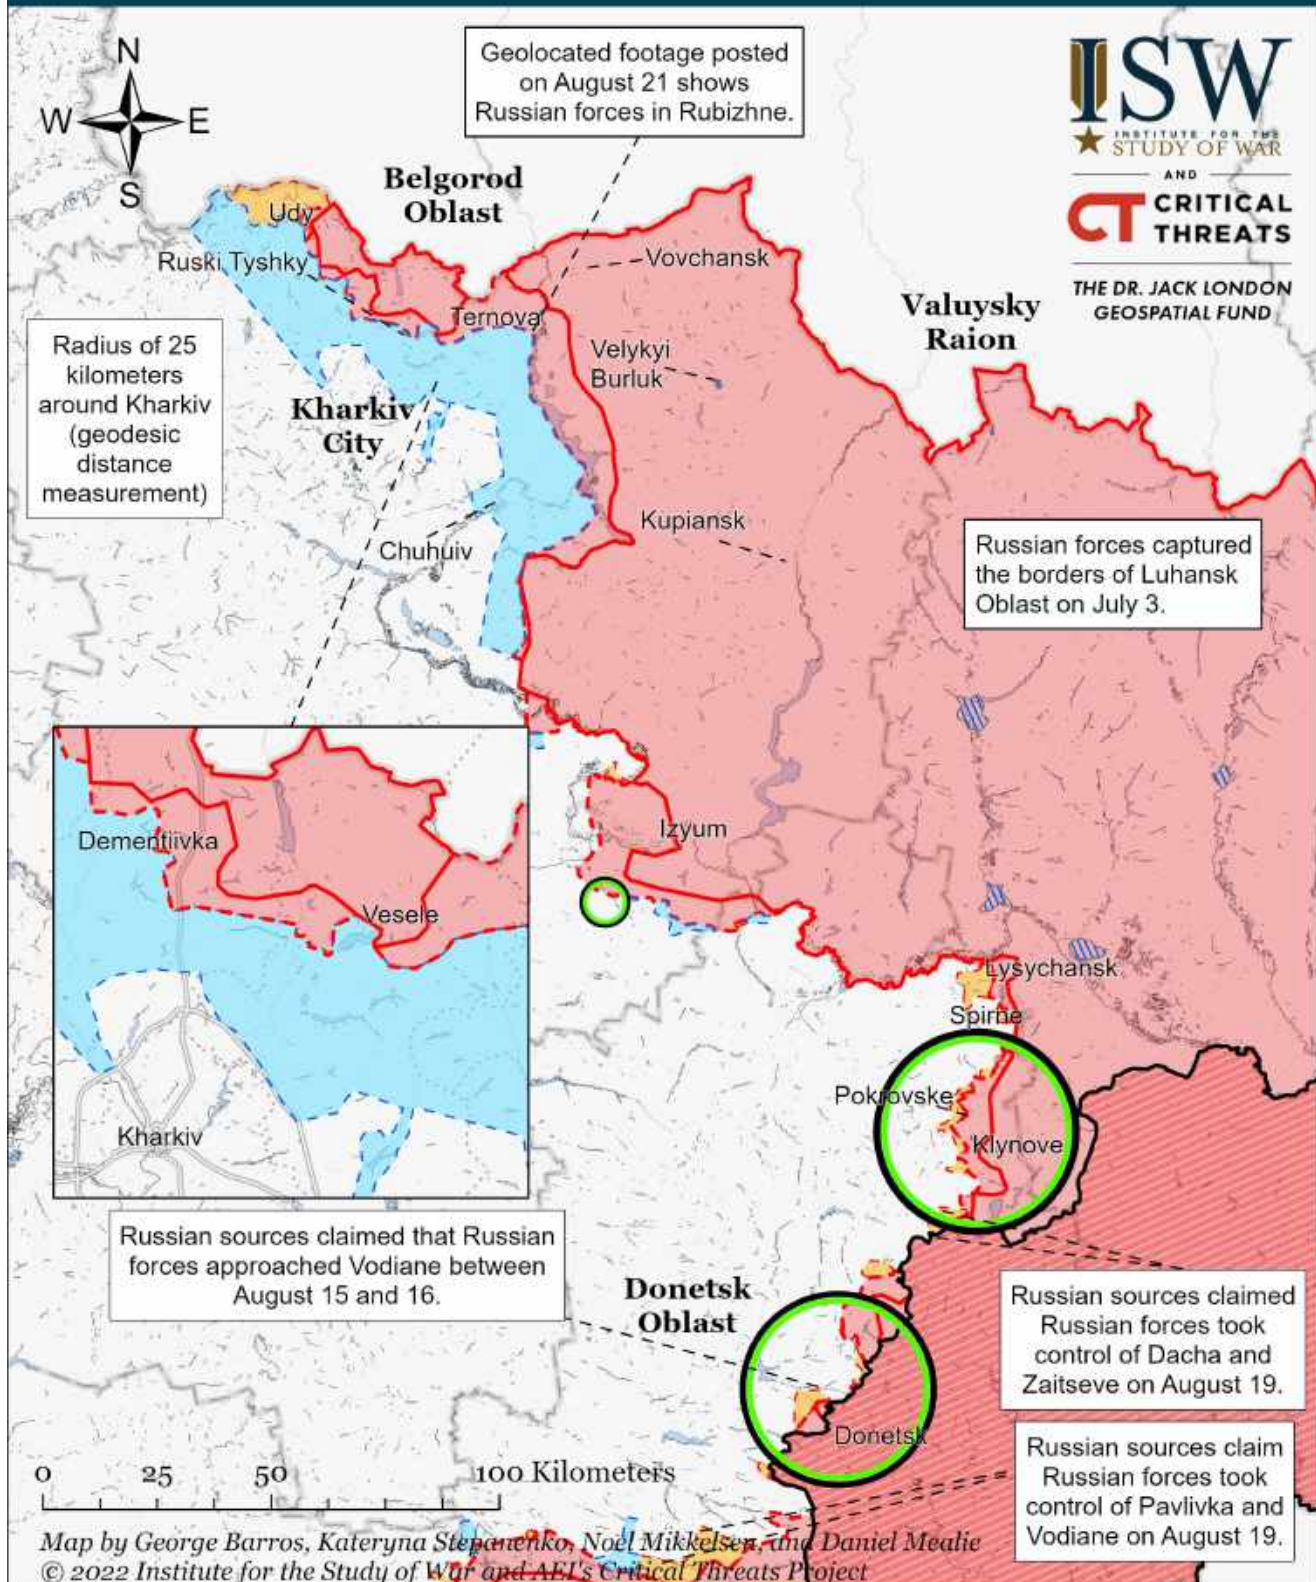 Geolocated footage posted
on August 21 shows
Russian forces in Rubizhne.
ISW
INSTITUTE FOR THE
STUDY OF WAR
AND
CT CRITICAL
THREATS
THE DR. JACK LONDON
GEOSPATIAL FUND
N
W
E
S
Belgorod
Oblast
Udy
Ruski Tyshky
Vovchansk
Ternova
Valuysky
Raion
Radius of 25
kilometers
around Kharkiv
(geodesic
distance
measurement)
Velykyi
Burluk
Kharkiv
City
Kupiansk
Chuhuiv
Russian forces captured
the borders of Luhansk
Oblast on July 3.
Dementiivka
Vesele
Kharkiv
Izyum
Lysychansk
Spirne
Pokrovske
Klynove
Russian sources claimed that Russian
forces approached Vodiane between
August 15 and 16.
Donetsk
Oblast
Russian sources claimed
Russian forces took
control of Dacha and
Zaitseve on August 19.
Donetsk
Russian sources claim
Russian forces took
control of Pavlivka and
Vodiane on August 19.
0 25 50 100 Kilometers
Map by George Barros, Kateryna Stepanenko, Noel Mikkelsen, and Daniel Mealie
© 2022 Institute for the Study of War and AEI's Critical Threats Project